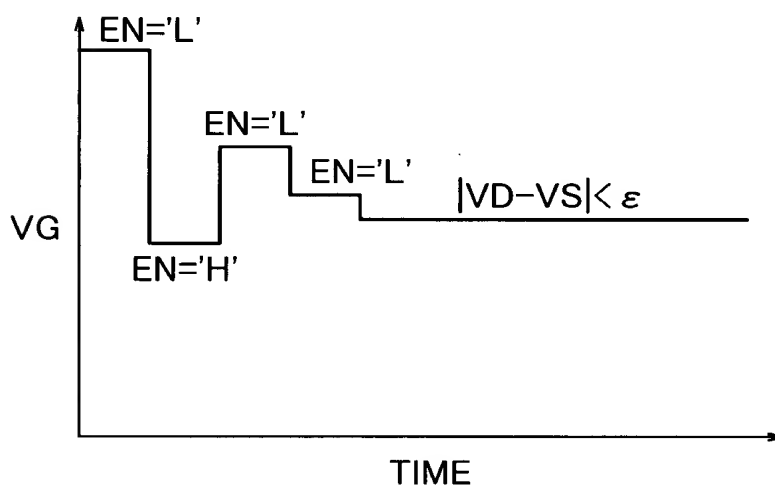 EN='L'
EN='L'
EN='L'
|VD-VS|< ε
VG
EN='H'
TIME